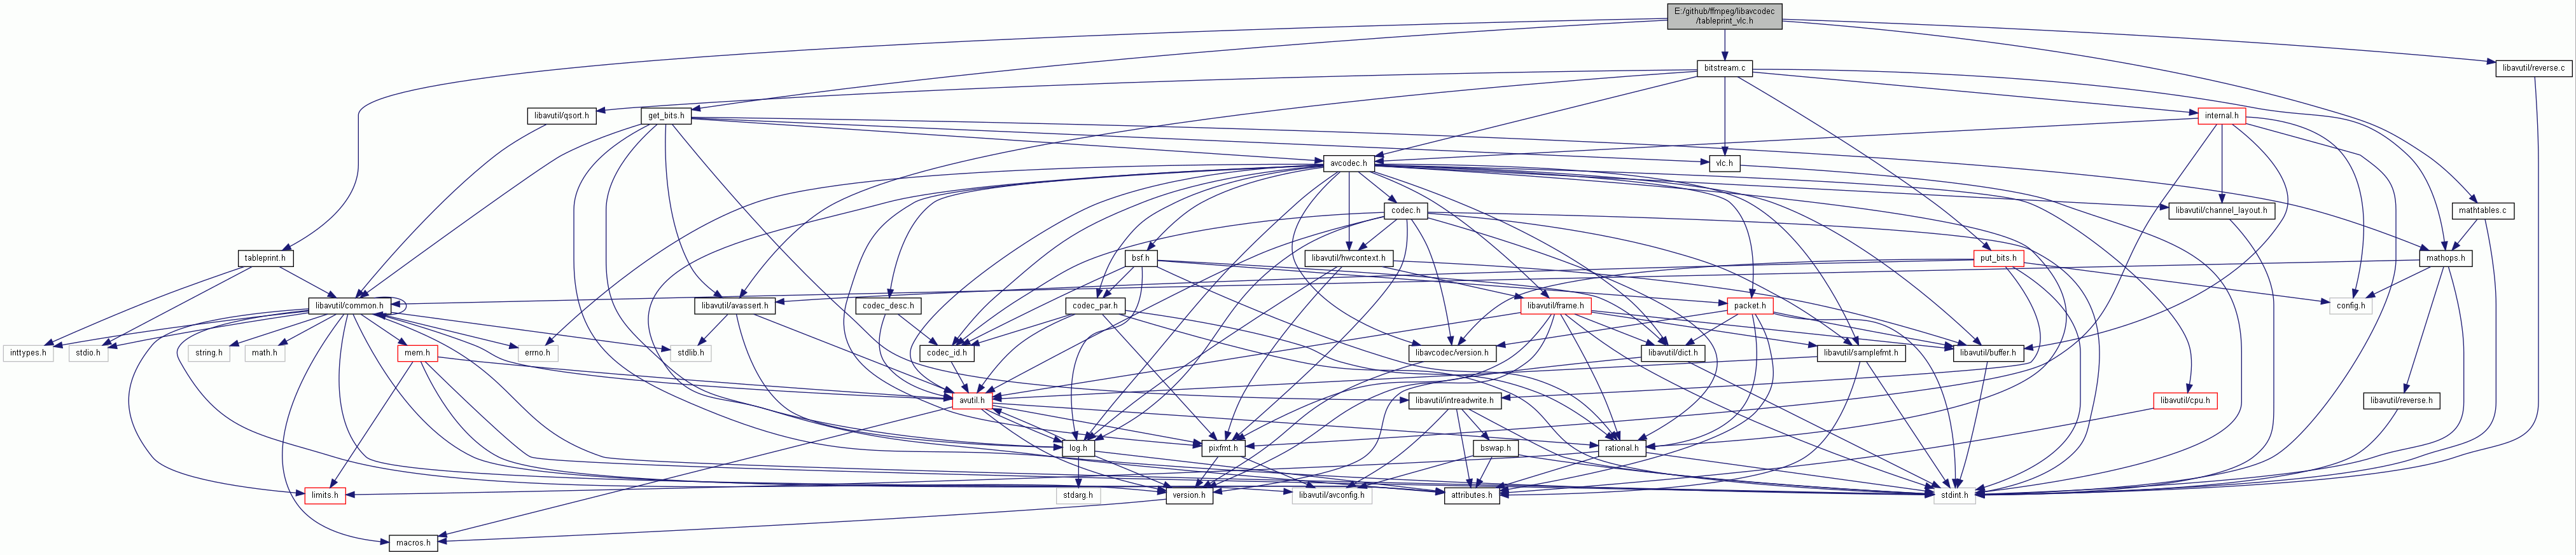 E:/github/ffmpeg/libavcodec
/tableprint_vlc.h
bitstream.c
libavutil/reverse.c
libavutil/qsort.h
get_bits.h
internal.h
avcodec.h
vlc.h
codec.h
libavutil/channel_layout.h
mathtables.c
tableprint.h
bsf.h
libavutil/hwcontext.h
put_bits.h
mathops.h
libavutil/common.h
libavutil/avassert.h
codec_desc.h
codec_par.h
libavutil/frame.h
packet.h
config.h
inttypes.h
stdio.h
string.h
math.h
mem.h
errno.h
stdlib.h
codec_id.h
libavcodec/version.h
libavutil/dict.h
libavutil/samplefmt.h
libavutil/buffer.h
avutil.h
libavutil/intreadwrite.h
libavutil/cpu.h
libavutil/reverse.h
log.h
pixfmt.h
bswap.h
rational.h
limits.h
stdarg.h
version.h
libavutil/avconfig.h
attributes.h
stdint.h
macros.h